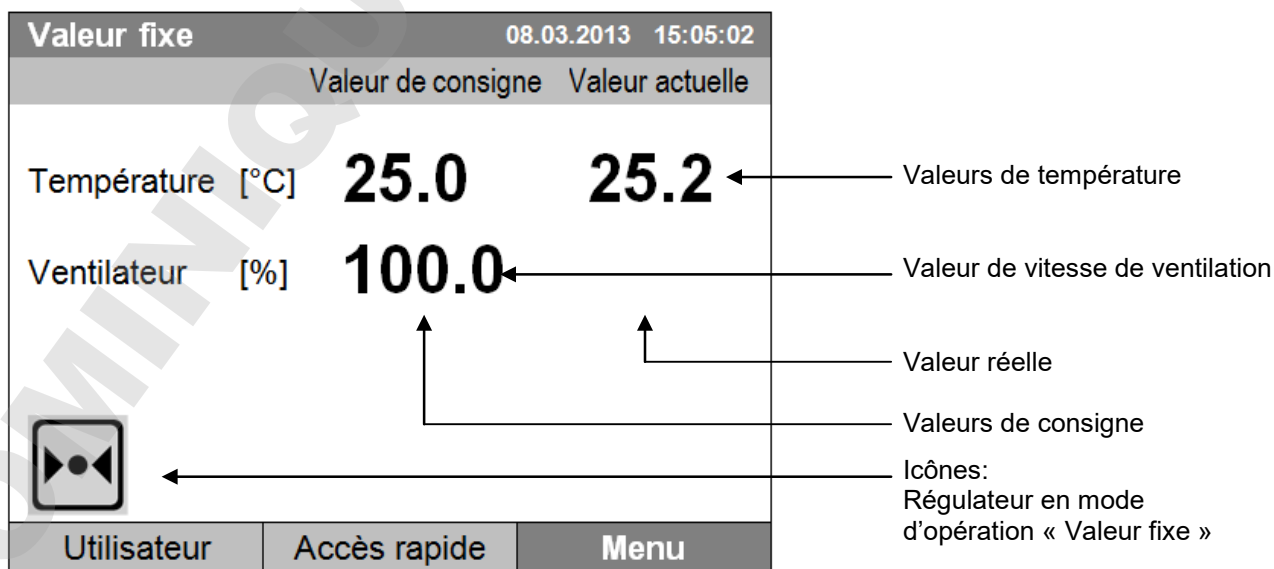 Valeur fixe 08.03.2013 15:05:02
Valeur de consigne Valeur actuelle
Température [°C] 25.0 25.2
Valeurs de température
Ventilateur [%] 100.0
Valeur de vitesse de ventilation
Valeur réelle
Valeurs de consigne
Icônes:
Régulateur en mode
d'opération « Valeur fixe »
Utilisateur Accès rapide Menu